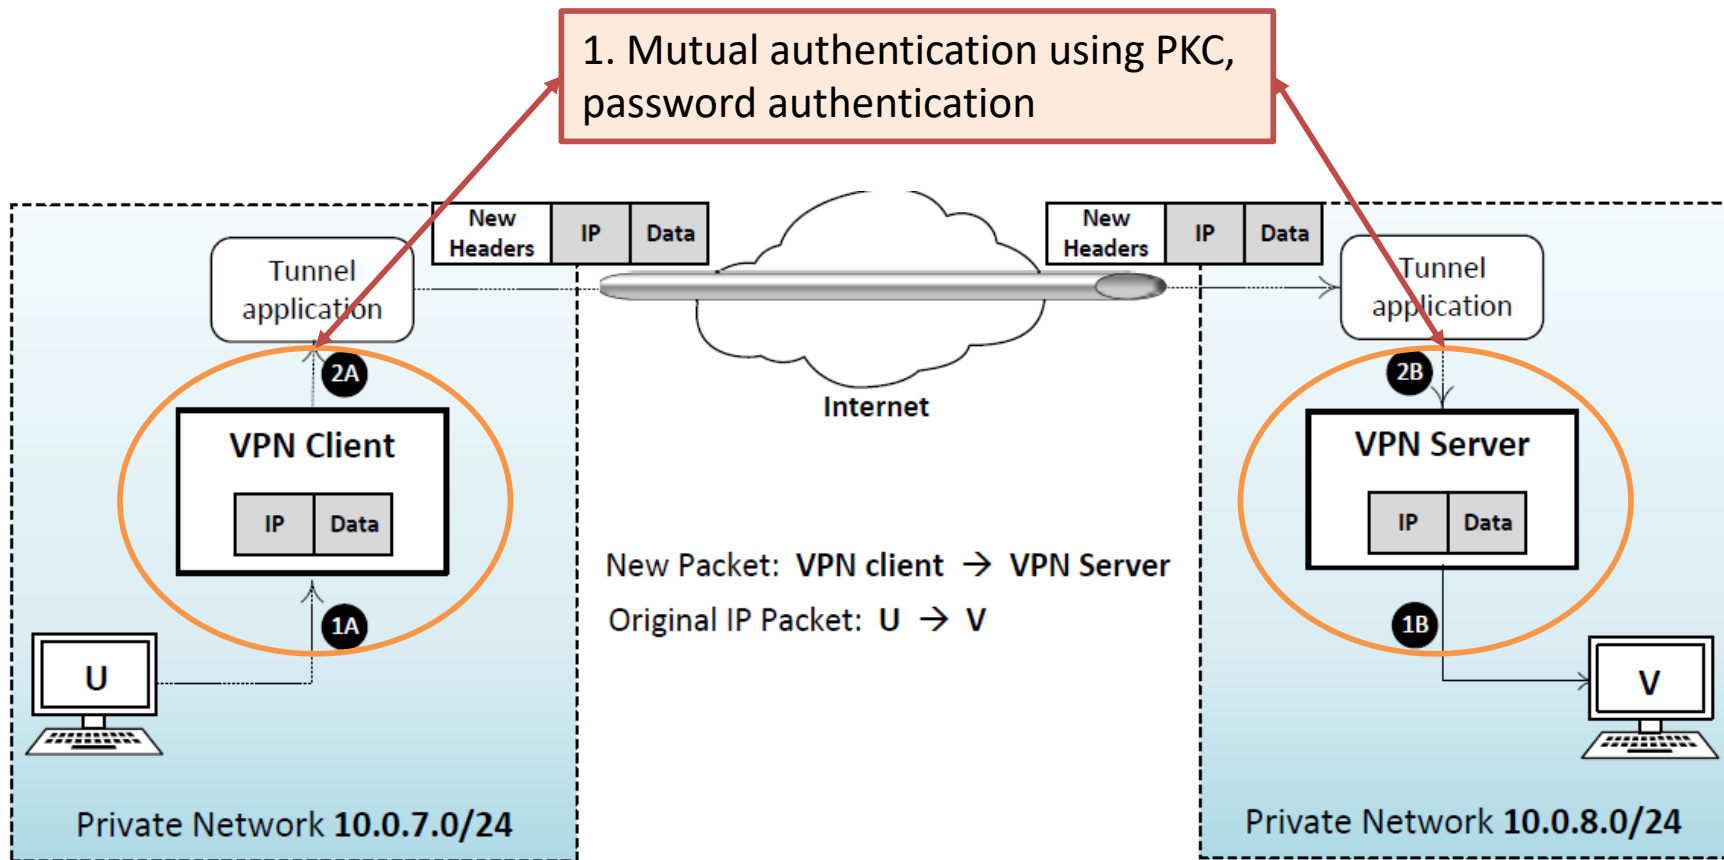 1. Mutual authentication using PKC,
password authentication
New
Headers
IP
Data
New
Headers
IP
Data
Tunnel
application
Tunnel
application
2A
2B
Internet
VPN Client
IP
Data
VPN Server
IP
Data
New Packet: VPN client → VPN Server
Original IP Packet: U → V
1A
1B
U
V
Private Network 10.0.7.0/24
Private Network 10.0.8.0/24